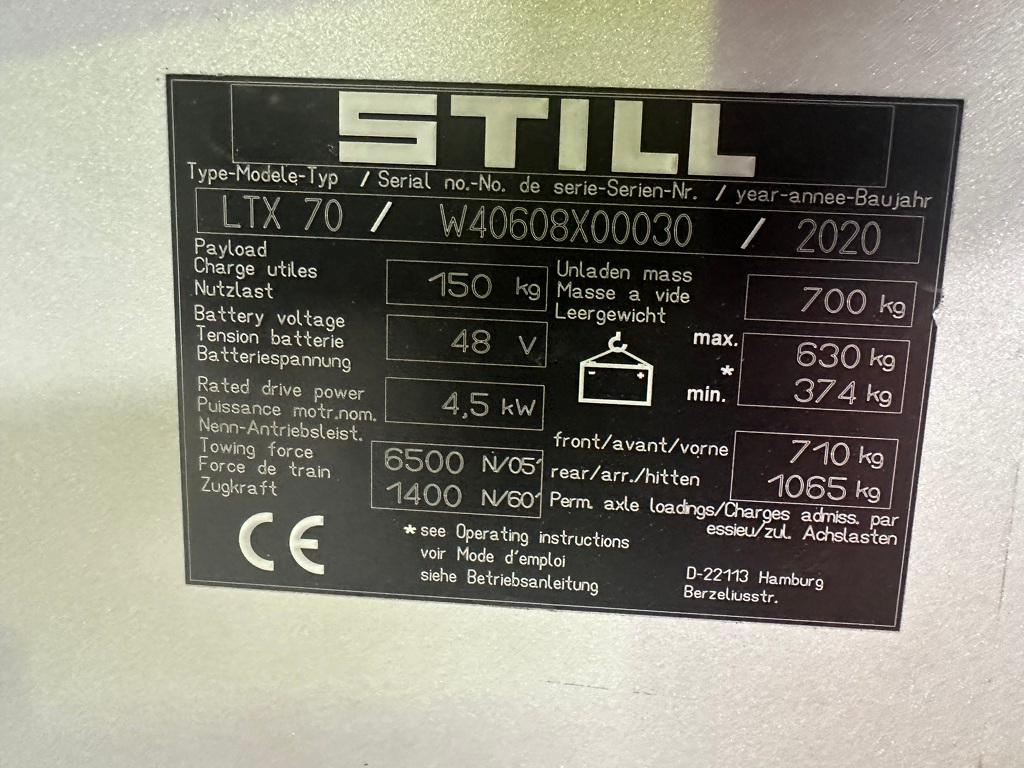 STILL
Type-Modele-Typ / Serial no.-No. de serie-Serien-Nr. / year-annee-Baujahr
LTX 70 / W40608X00030 / 2020
Payload
Charge utiles
Nutzlast
150 kg
Unladen mass
Masse a vide
Leergewicht
700 kg
Battery voltage
Tension batterie
Batteriespannung
48 V
- +
max. 630 kg
*
min. 374 kg
Rated drive power
Puissance motr.nom.
Nenn-Antriebsleist.
4,5 kW
Towing force
Force de train
Zugkraft
6500 N/05'
1400 N/60'
front/avant/vorne 710 kg
rear/arr./hitten 1065 kg
Perm. axle loadings/Charges admiss. par
essieu/zul. Achslasten
CE
* see Operating instructions
voir Mode d'emploi
siehe Betriebsanleitung
D-22113 Hamburg
Berzeliusstr.